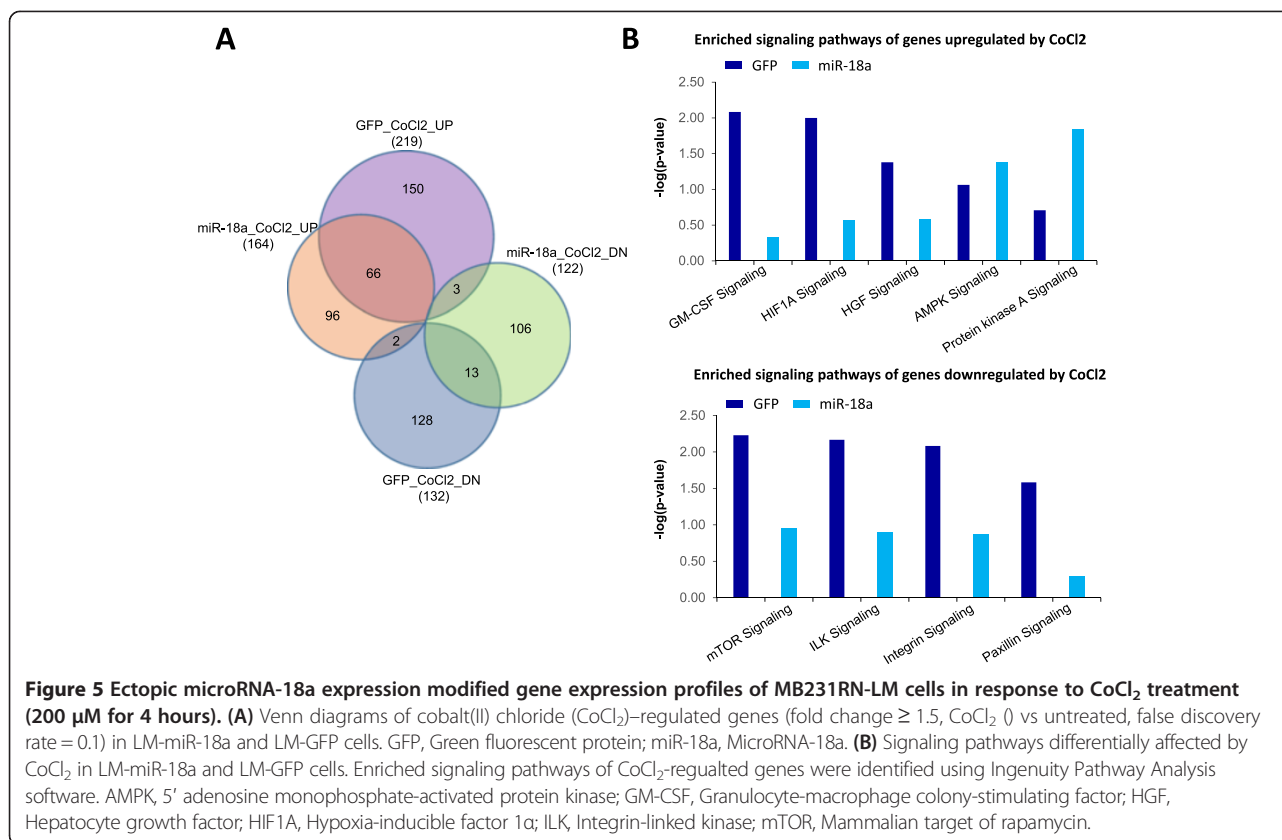 A
GFP_CoCl2_UP
(219)
150
miR-18a_CoCl2_UP
(164)
miR-18a_CoCl2_DN
(122)
66
3
96
106
2
13
128
GFP_CoCl2_DN
(132)
B
Enriched signaling pathways of genes upregulated by CoCl2
GFP miR-18a
2.50
2.00
1.50
1.00
0.50
0.00
-log(p-value)
GM-CSF Signaling
HIF1A Signaling
HGF Signaling
AMPK Signaling
Protein kinase A Signaling
Enriched signaling pathways of genes downregulated by CoCl2
GFP miR-18a
2.50
2.00
1.50
1.00
0.50
0.00
-log(p-value)
mTOR Signaling
ILK Signaling
Integrin Signaling
Paxillin Signaling
Figure 5 Ectopic microRNA-18a expression modified gene expression profiles of MB231RN-LM cells in response to CoCl₂ treatment
(200 μM for 4 hours). (A) Venn diagrams of cobalt(II) chloride (CoCl₂)–regulated genes (fold change ≥ 1.5, CoCl₂ () vs untreated, false discovery
rate = 0.1) in LM-miR-18a and LM-GFP cells. GFP, Green fluorescent protein; miR-18a, MicroRNA-18a. (B) Signaling pathways differentially affected by
CoCl₂ in LM-miR-18a and LM-GFP cells. Enriched signaling pathways of CoCl₂-regualted genes were identified using Ingenuity Pathway Analysis
software. AMPK, 5′ adenosine monophosphate-activated protein kinase; GM-CSF, Granulocyte-macrophage colony-stimulating factor; HGF,
Hepatocyte growth factor; HIF1A, Hypoxia-inducible factor 1α; ILK, Integrin-linked kinase; mTOR, Mammalian target of rapamycin.